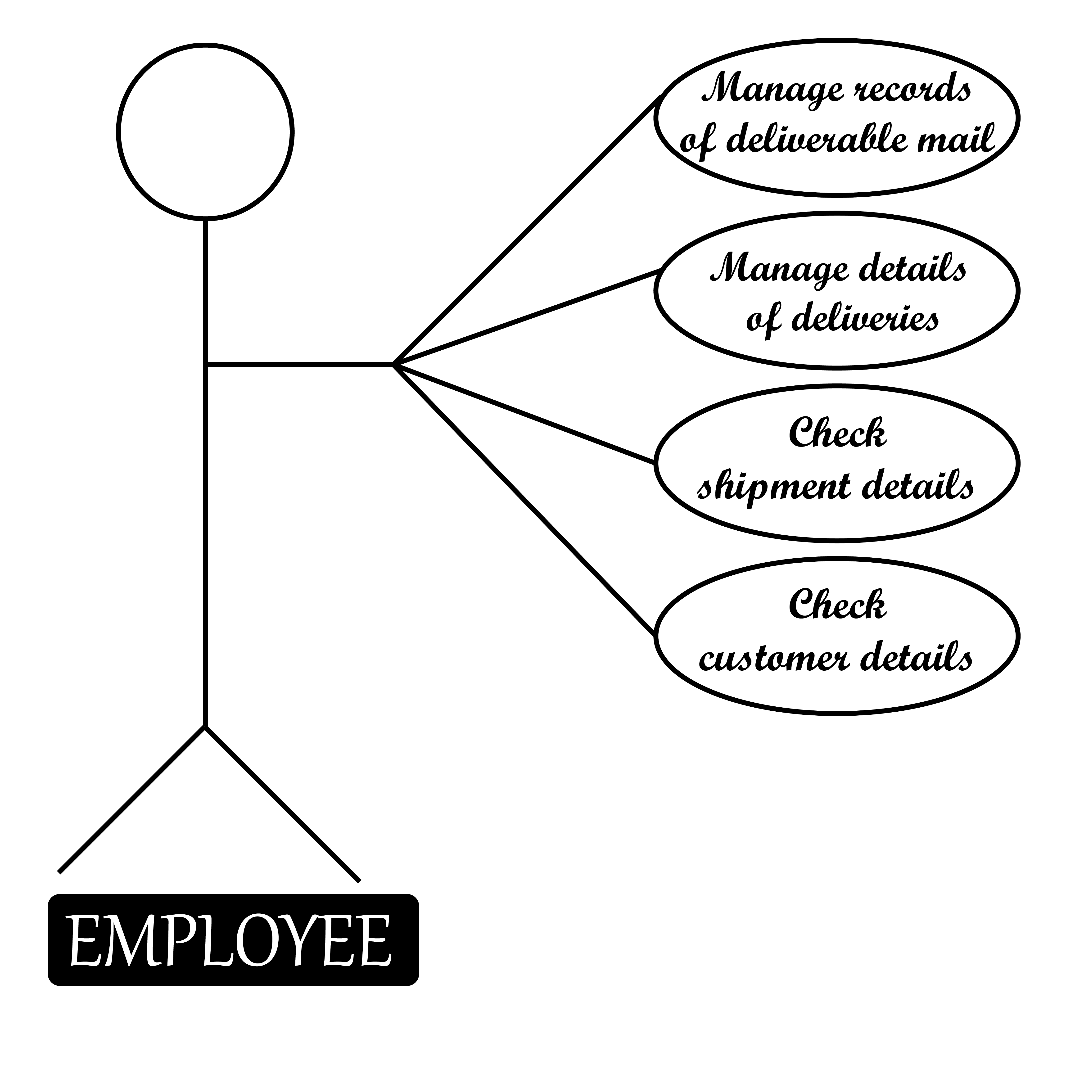 Manage records
of deliverable mail
Manage details
of deliveries
Check
shipment details
Check
customer details
EMPLOYEE